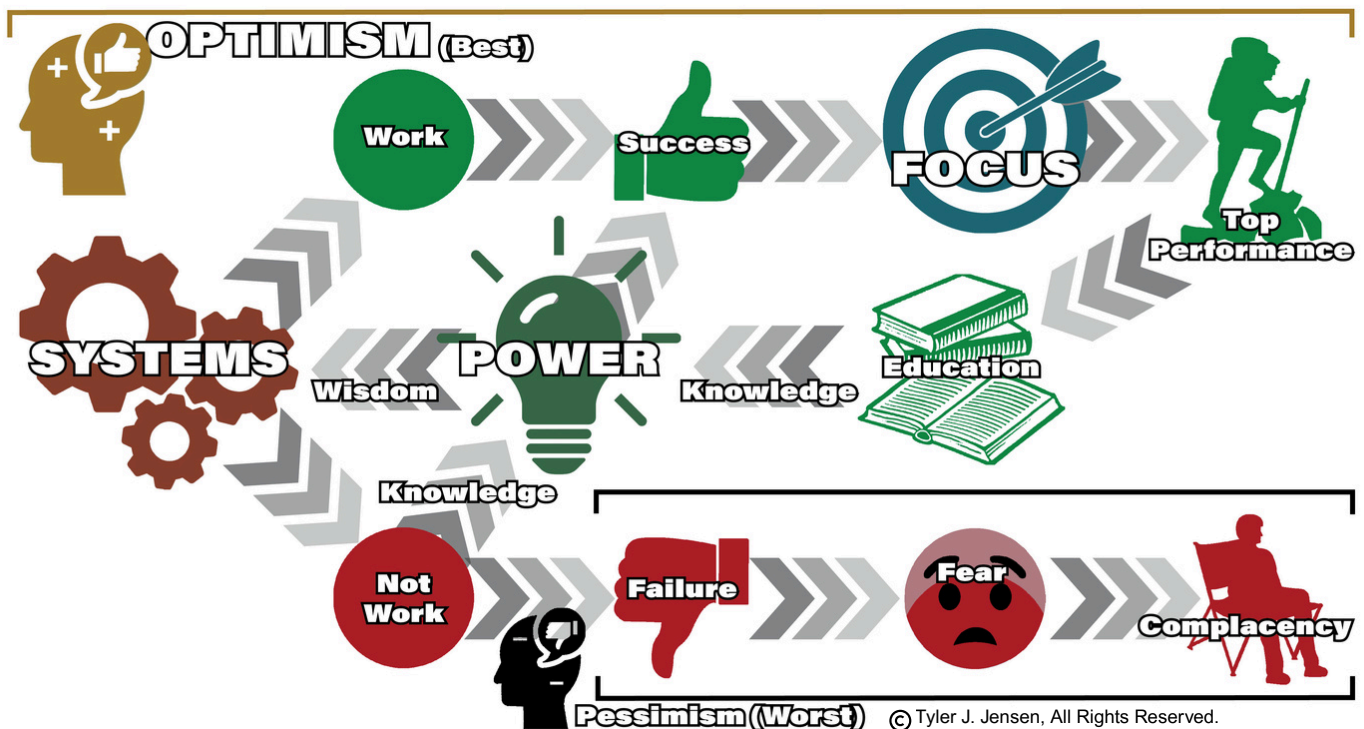 OPTIMISM (Best)
Work
Success
FOCUS
Top
Performance
SYSTEMS
Wisdom
POWER
Knowledge
Education
Knowledge
Not
Work
Failure
Fear
Complacency
Pessimism (Worst)
© Tyler J. Jensen, All Rights Reserved.